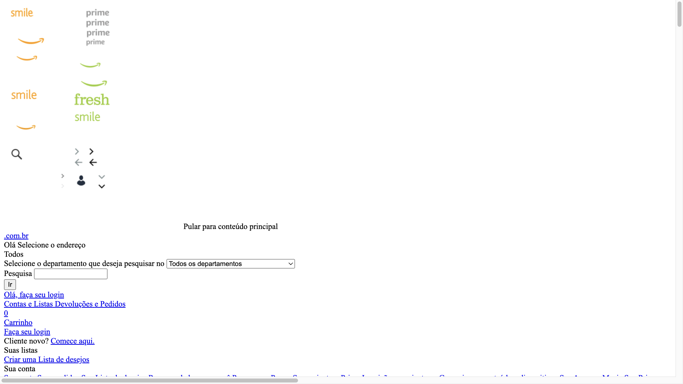 smile
prime
prime
prime
prime
smile
fresh
smile
Pular para conteúdo principal
.com.br
Olá Selecione o endereço
Todos
Selecione o departamento que deseja pesquisar no Todos os departamentos
Pesquisa
Ir
Olá, faça seu login
Contas e Listas Devoluções e Pedidos
0
Carrinho
Faça seu login
Cliente novo? Comece aqui.
Suas listas
Criar uma Lista de desejos
Sua conta